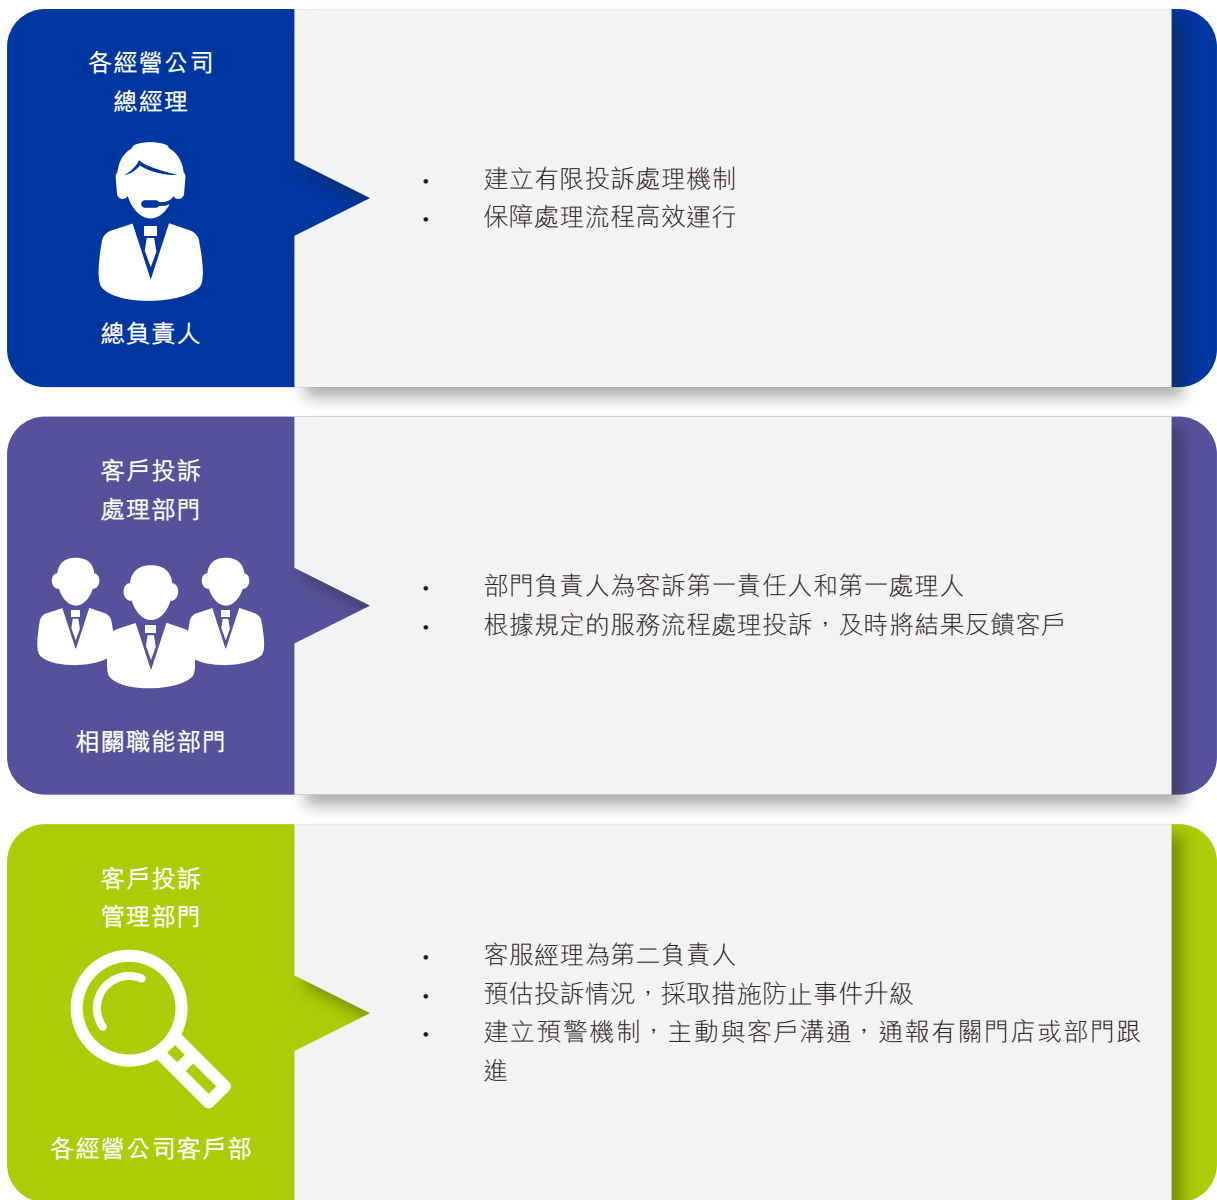 各經營公司
總經理
總負責人
• 建立有限投訴處理機制
• 保障處理流程高效運行
客戶投訴
處理部門
相關職能部門
• 部門負責人為客訴第一責任人和第一處理人
• 根據規定的服務流程處理投訴，及時將結果反饋客戶
客戶投訴
管理部門
各經營公司客戶部
• 客服經理為第二負責人
• 預估投訴情況，採取措施防止事件升級
• 建立預警機制，主動與客戶溝通，通報有關門店或部門跟
進